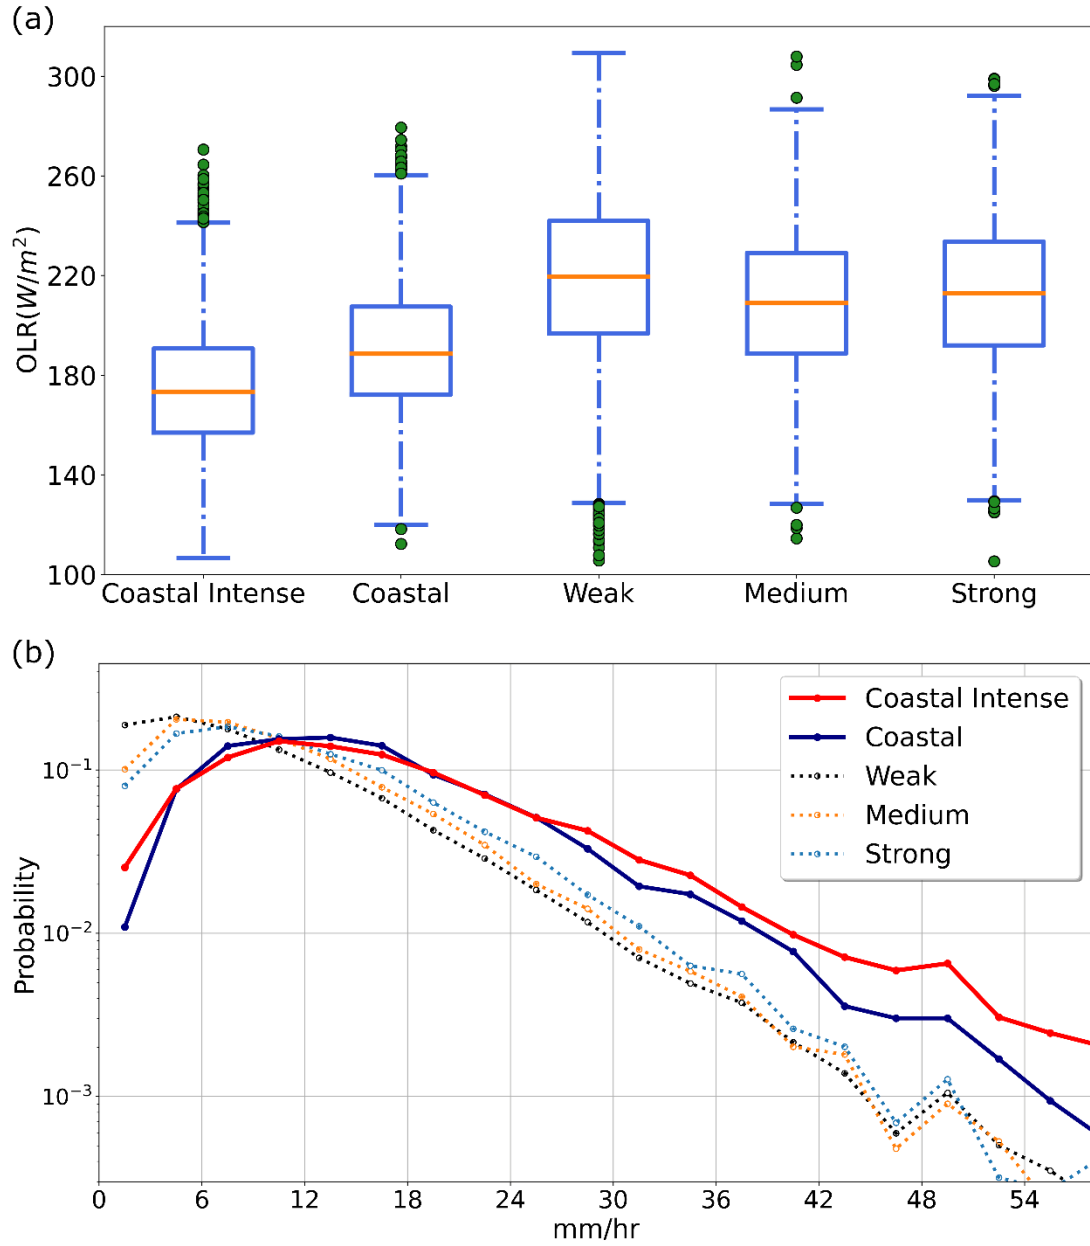 (a)
OLR(W/m²)
300
260
220
180
140
100
Coastal Intense Coastal Weak Medium Strong
(b)
Probability
10⁻¹
10⁻²
10⁻³
Coastal Intense
Coastal
Weak
Medium
Strong
0 6 12 18 24 30 36 42 48 54
mm/hr